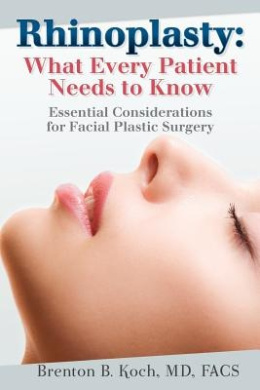 Rhinoplasty:
What Every Patient
Needs to Know
Essential Considerations
for Facial Plastic Surgery
Brenton B. Koch, MD, FACS